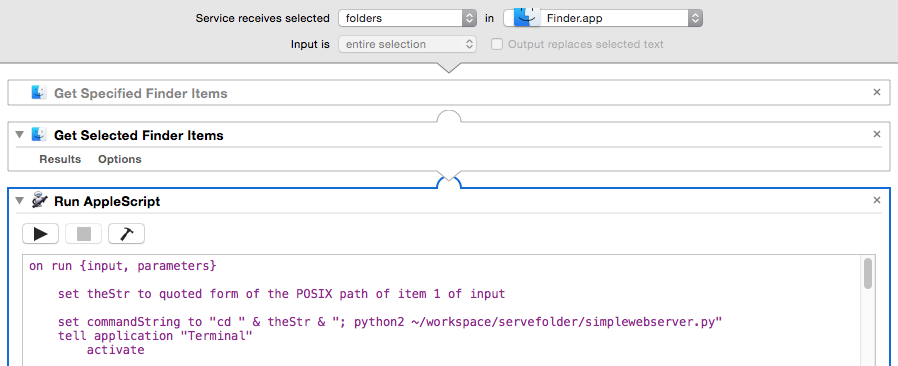 Service receives selected folders in Finder.app
Input is entire selection Output replaces selected text
Get Specified Finder Items
Get Selected Finder Items
Results Options
Run AppleScript
on run {input, parameters}
set theStr to quoted form of the POSIX path of item 1 of input
set commandString to "cd " & theStr & "; python2 ~/workspace/servefolder/simplewebserver.py"
tell application "Terminal"
activate